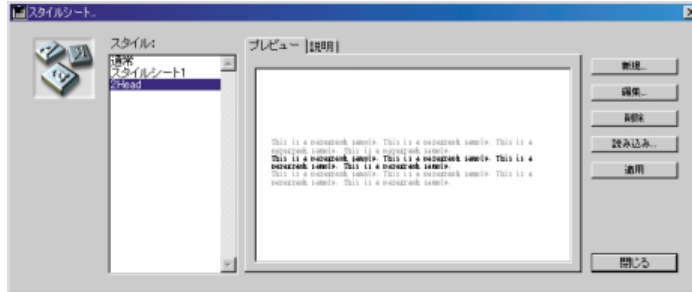 スタイルシート..
スタイル:
通常
スタイルシート1
2Head
プレビュー
説明
This is a paragraph sample. This is a paragraph sample. This is a
paragraph sample. This is a paragraph sample.
This is a paragraph sample. This is a paragraph sample. This is a
paragraph sample. This is a paragraph sample.
This is a paragraph sample. This is a paragraph sample. This is a
paragraph sample. This is a paragraph sample.
新規...
編集...
削除
読み込み...
適用
閉じる